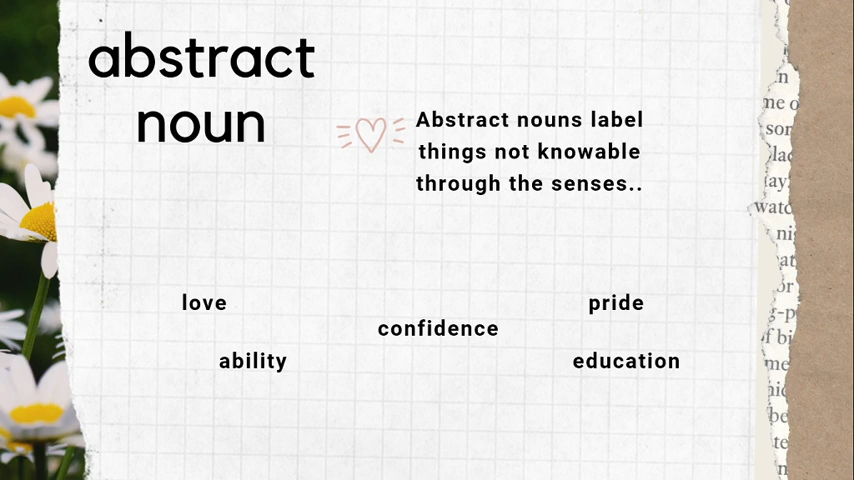 abstract
noun
Abstract nouns label
things not knowable
through the senses..
love
pride
confidence
ability
education